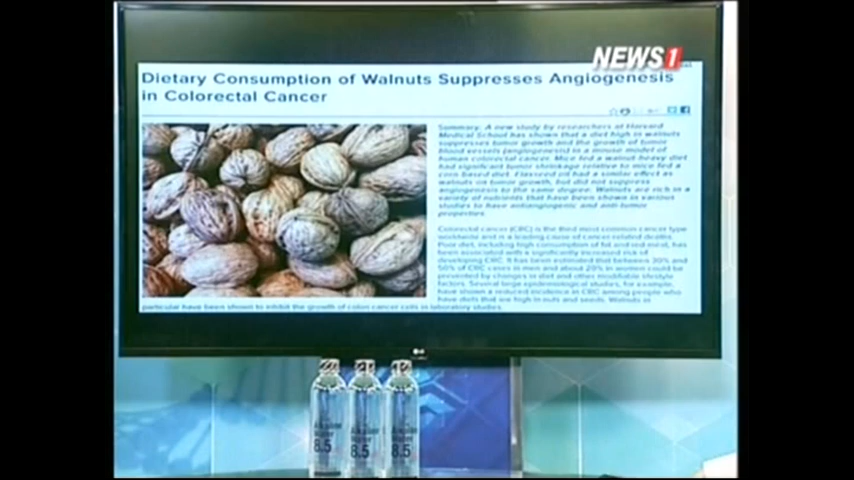 NEWS1
Dietary Consumption of Walnuts Suppresses Angiogenesis
in Colorectal Cancer
Summary: A new study by researchers at Harvard
Medical School has shown that a diet high in walnuts
suppresses tumor growth and the growth of tumor
blood vessels (angiogenesis) in a mouse model of
human colorectal cancer. Mice fed a walnut-heavy diet
had significant tumor shrinkage relative to mice fed a
corn based diet. Flaxseed oil had a similar effect as
walnuts on tumor growth, but did not suppress
angiogenesis to the same degree. Walnuts are rich in a
variety of nutrients that have been shown in various
studies to have antiangiogenic and anti-tumor
properties.
Colorectal cancer (CRC) is the third most common cancer type
worldwide and is a leading cause of cancer related deaths.
Poor diet, including high consumption of fat and red meat, has
been associated with a significantly increased risk of
developing CRC. It has been estimated that between 30% and
50% of CRC cases in men and about 20% in women could be
prevented by changes in diet and other modifiable lifestyle
factors. Several large epidemiological studies, for example,
have shown a reduced incidence in CRC among people who
have diets that are high in nuts and seeds. Walnuts in
particular have been shown to inhibit the growth of colon cancer cells in laboratory studies.
LG
Alkaline Water 8.5
Alkaline Water 8.5
Alkaline Water 8.5